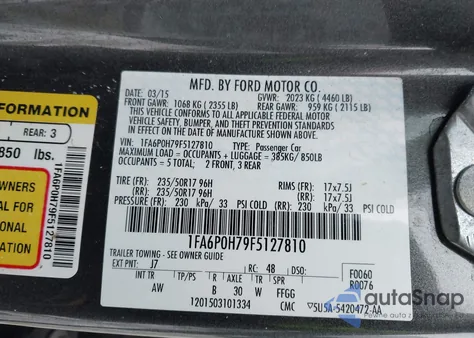 FORMATION
REAR: 3
850 lbs.
WNERS
AL FOR
ONAL
ATION
1FA6P0H79F5127810
MFD. BY FORD MOTOR CO.
03/15
GVWR: 2023 KG ( 4460 LB)
FRONT GAWR: 1068 KG ( 2355 LB)
REAR GAWR: 959 KG ( 2115 LB)
THIS VEHICLE CONFORMS TO ALL APPLICABLE FEDERAL MOTOR
VEHICLE SAFETY, BUMPER, AND THEFT PREVENTION STANDARDS IN
EFFECT ON THE DATE OF MANUFACTURE SHOWN ABOVE.
VIN: 1FA6P0H79F5127810 TYPE: Passenger Car
MAXIMUM LOAD= OCCUPANTS + LUGGAGE = 385KG/850LB
OCCUPANTS = 5 TOTAL; 2 FRONT, 3 REAR
TIRE (FR): 235/50R17 96H RIMS (FR): 17x7.5J
TIRE (RR): 235/50R17 96H (RR): 17x7.5J
PRESSURE (FR): 230 kPa/ 33 PSI COLD (RR): 230 kPa/ 33 PSI COLD
1FA6P0H79F5127810
TRAILER TOWING - SEE OWNER GUIDE
EXT PNT: J7 RC: 48 DSO: F0060
INT TR TP/PS R AXLE TR SPR R0076
AW B 30 W FFGG
1201503101334 CMC 5U5A-5420472-AA
autoSnap